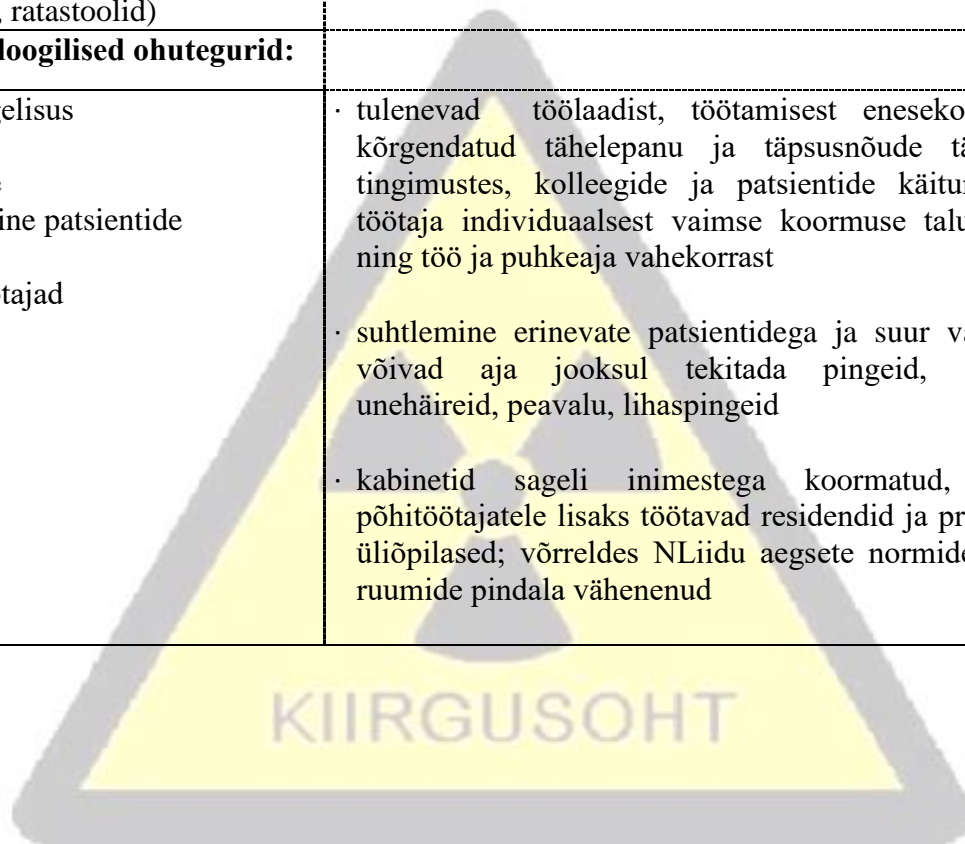 , ratastoolid)
loogilised ohutegurid:
gelisus
· tulenevad töölaadist, töötamisest eneseko
kõrgendatud tähelepanu ja täpsusnõude tä
tingimustes, kolleegide ja patsientide käitu
ine patsientide
töötaja individuaalsest vaimse koormuse talu
ning töö ja puhkeaja vahekorrast
tajad
· suhtlemine erinevate patsientidega ja suur va
võivad aja jooksul tekitada pingeid,
unehäireid, peavalu, lihaspingeid
· kabinetid sageli inimestega koormatud,
põhitöötajatele lisaks töötavad residendid ja pr
üliõpilased; võrreldes NLiidu aegsete normide
ruumide pindala vähenenud
KIIRGUSOHT